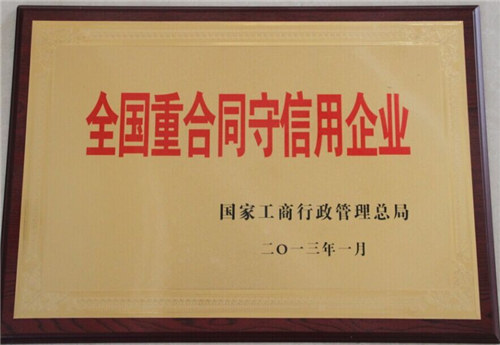 全国重合同守信用企业
国家工商行政管理总局
二〇一三年一月